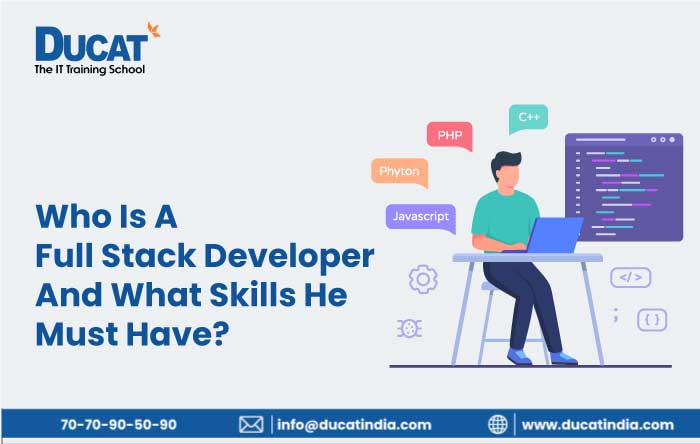 DUCAT
The IT Training School
C++
PHP
Phyton
Javascript
Who Is A
Full Stack Developer
And What Skills He
Must Have?
</>
;
{ }
70-70-90-50-90
info@ducatindia.com
www.ducatindia.com